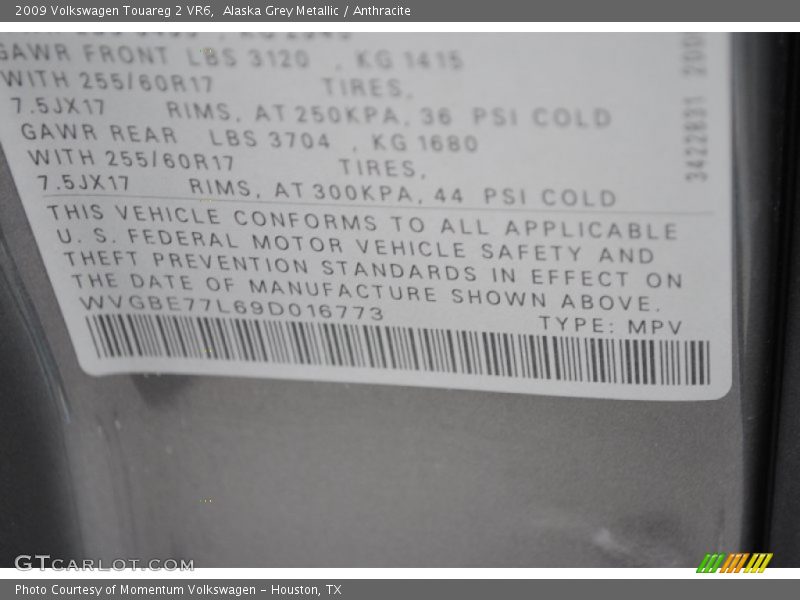 2009 Volkswagen Touareg 2 VR6,  Alaska Grey Metallic / Anthracite
GAWR FRONT LBS 3120 , KG 1415
WITH 255/60R17 TIRES,
7.5JX17 RIMS, AT 250KPA, 36 PSI COLD
GAWR REAR LBS 3704 , KG 1680
WITH 255/60R17 TIRES,
7.5JX17 RIMS, AT 300KPA, 44 PSI COLD
THIS VEHICLE CONFORMS TO ALL APPLICABLE
U. S. FEDERAL MOTOR VEHICLE SAFETY AND
THEFT PREVENTION STANDARDS IN EFFECT ON
THE DATE OF MANUFACTURE SHOWN ABOVE.
WVGBE77L69D016773 TYPE: MPV
3422831
GTCARLOT.COM
Photo Courtesy of Momentum Volkswagen – Houston, TX